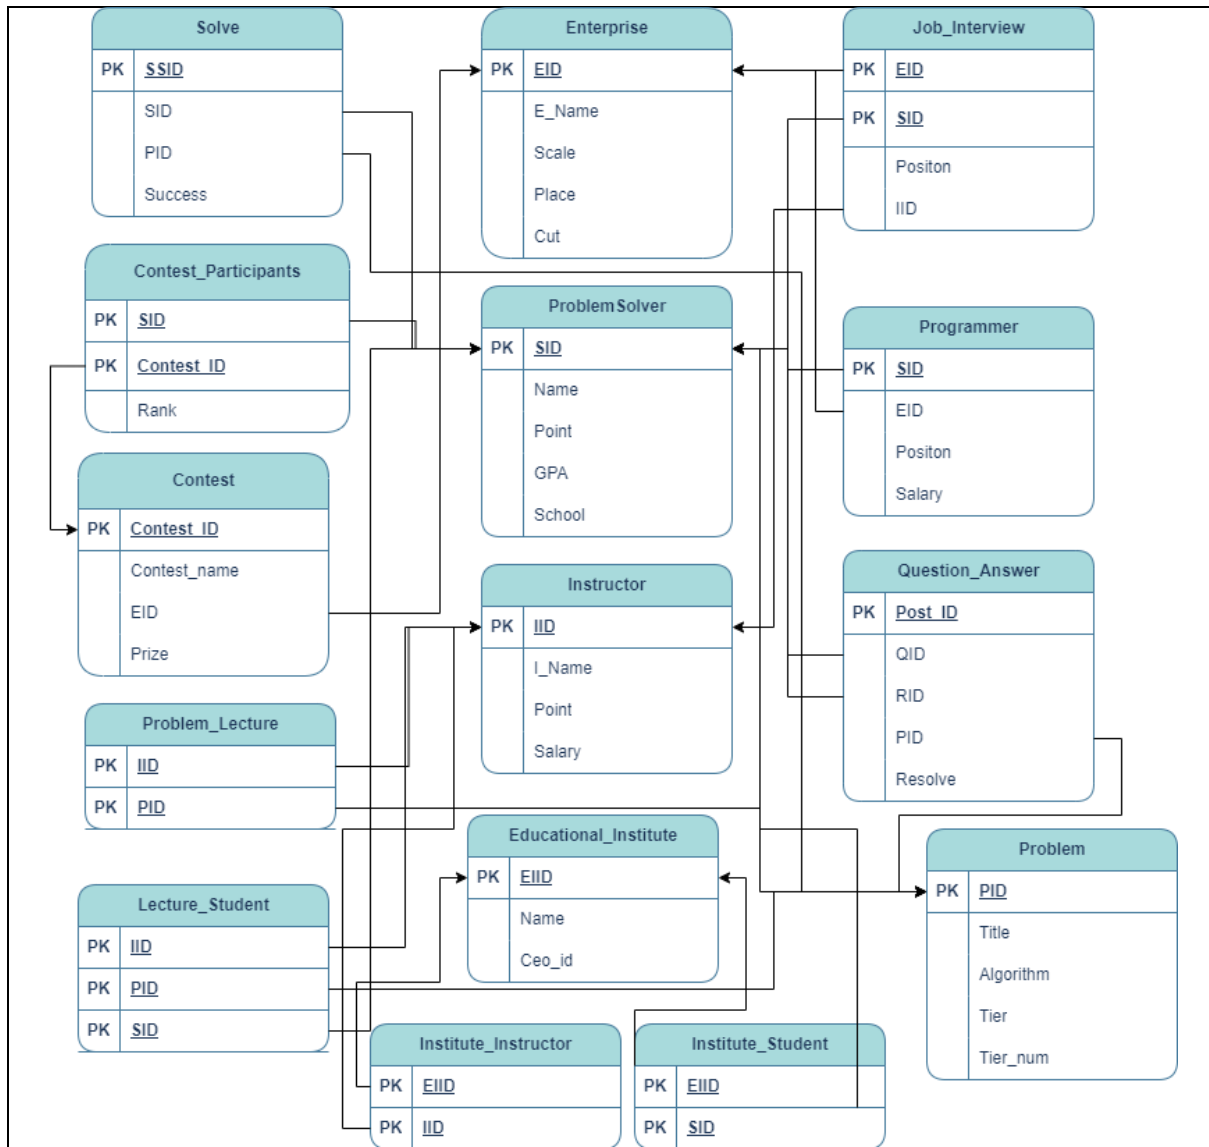 Solve
PK SSID
SID
PID
Success
Enterprise
PK EID
E_Name
Scale
Place
Cut
Job_Interview
PK EID
PK SID
Positon
IID
Contest_Participants
PK SID
PK Contest_ID
Rank
ProblemSolver
PK SID
Name
Point
GPA
School
Programmer
PK SID
EID
Positon
Salary
Contest
PK Contest_ID
Contest_name
EID
Prize
Instructor
PK IID
I_Name
Point
Salary
Question_Answer
PK Post_ID
QID
RID
PID
Resolve
Problem_Lecture
PK IID
PK PID
Educational_Institute
PK EIID
Name
Ceo_id
Problem
PK PID
Title
Algorithm
Tier
Tier_num
Lecture_Student
PK IID
PK PID
PK SID
Institute_Instructor
PK EIID
PK IID
Institute_Student
PK EIID
PK SID